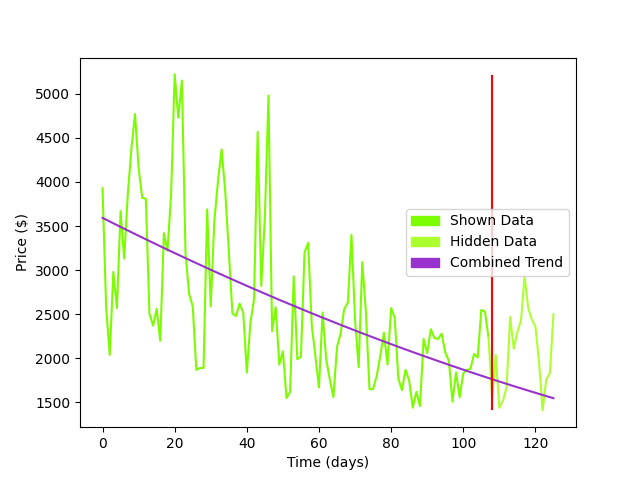 5000
4500
4000
3500
3000
2500
2000
1500
Price ($)
Shown Data
Hidden Data
Combined Trend
0 20 40 60 80 100 120
Time (days)